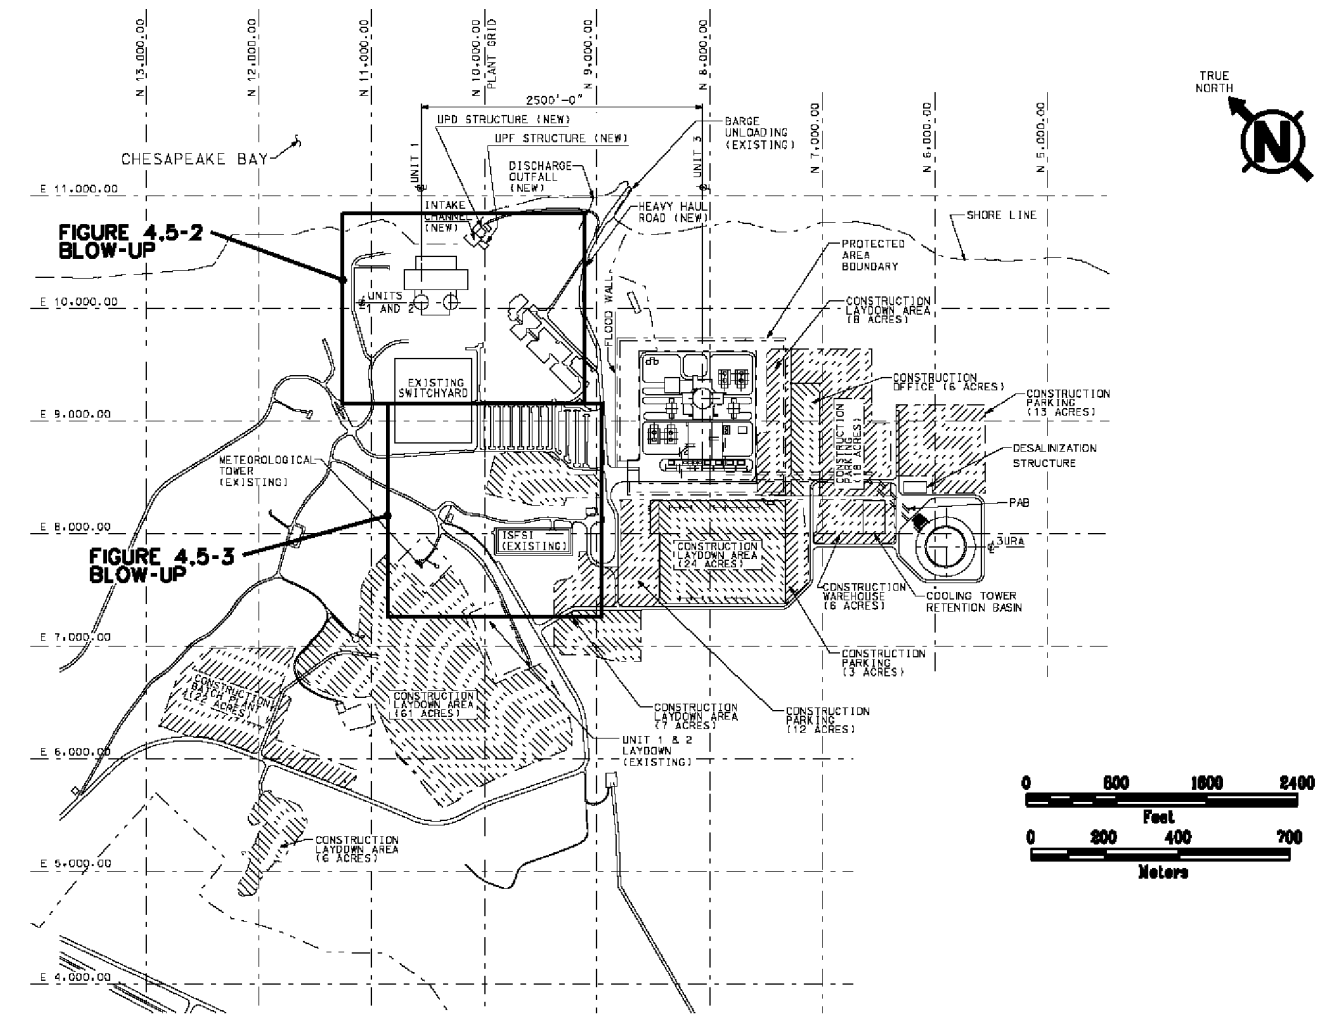 N 13,000.00
N 12,000.00
N 11,000.00
N 10,000.00
PLANT GRID
N 9,000.00
N 8,000.00
N 7,000.00
N 6,000.00
N 5,000.00
TRUE
NORTH
N
2500'-0"
UPD STRUCTURE (NEW)
UPF STRUCTURE (NEW)
BARGE
UNLOADING
(EXISTING)
CHESAPEAKE BAY
UNIT 1
UNIT 3
DISCHARGE
OUTFALL
(NEW)
E 11,000.00
INTAKE
CHANNEL
(NEW)
HEAVY HAUL
ROAD (NEW)
SHORE LINE
FIGURE 4.5-2
BLOW-UP
PROTECTED
AREA
BOUNDARY
FLOOD WALL
E 10,000.00
UNITS
1 AND 2
CONSTRUCTION
LAYDOWN AREA
(8 ACRES)
EXISTING
SWITCHYARD
CONSTRUCTION
OFFICE (6 ACRES)
CONSTRUCTION
PARKING
(13 ACRES)
E 9,000.00
CONSTRUCTION
PARKING
(18 ACRES)
METEOROLOGICAL
TOWER
(EXISTING)
DESALINIZATION
STRUCTURE
PAB
E 8,000.00
ISFSI
(EXISTING)
FIGURE 4.5-3
BLOW-UP
CONSTRUCTION
LAYDOWN AREA
(24 ACRES)
3URA
CONSTRUCTION
WAREHOUSE
(6 ACRES)
COOLING TOWER
RETENTION BASIN
E 7,000.00
CONSTRUCTION
PARKING
(3 ACRES)
CONSTRUCTION
BATCH PLANT
(22 ACRES)
CONSTRUCTION
LAYDOWN AREA
(61 ACRES)
CONSTRUCTION
LAYDOWN AREA
(7 ACRES)
CONSTRUCTION
PARKING
(12 ACRES)
UNIT 1 & 2
LAYDOWN
(EXISTING)
E 6,000.00
0 800 1600 2400
Feet
0 200 400 700
Meters
CONSTRUCTION
LAYDOWN AREA
(6 ACRES)
E 5,000.00
E 4,000.00